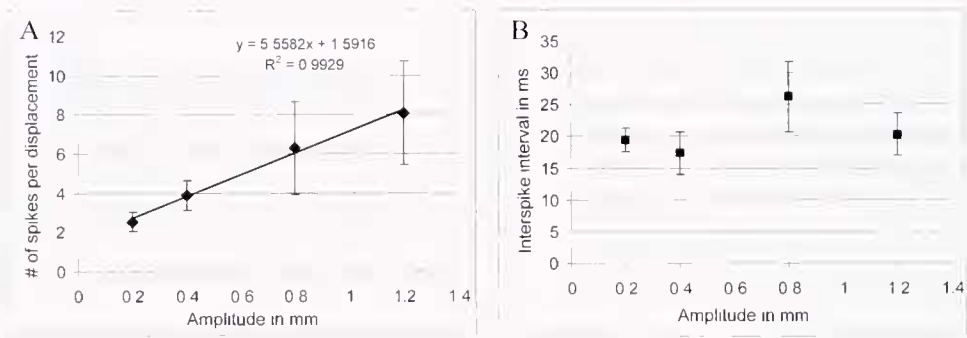 A
y = 5 5582x + 1 5916
R² = 0 9929
# of spikes per displacement
12
10
8
6
4
2
0
0 0 2 0 4 0 6 0 8 1 1 2 1 4
Amplitude in mm
B
Interspike interval in ms
35
30
25
20
15
10
5
0
0 0 2 0 4 0 6 0 8 1 1 2 1 4
Amplitude in mm